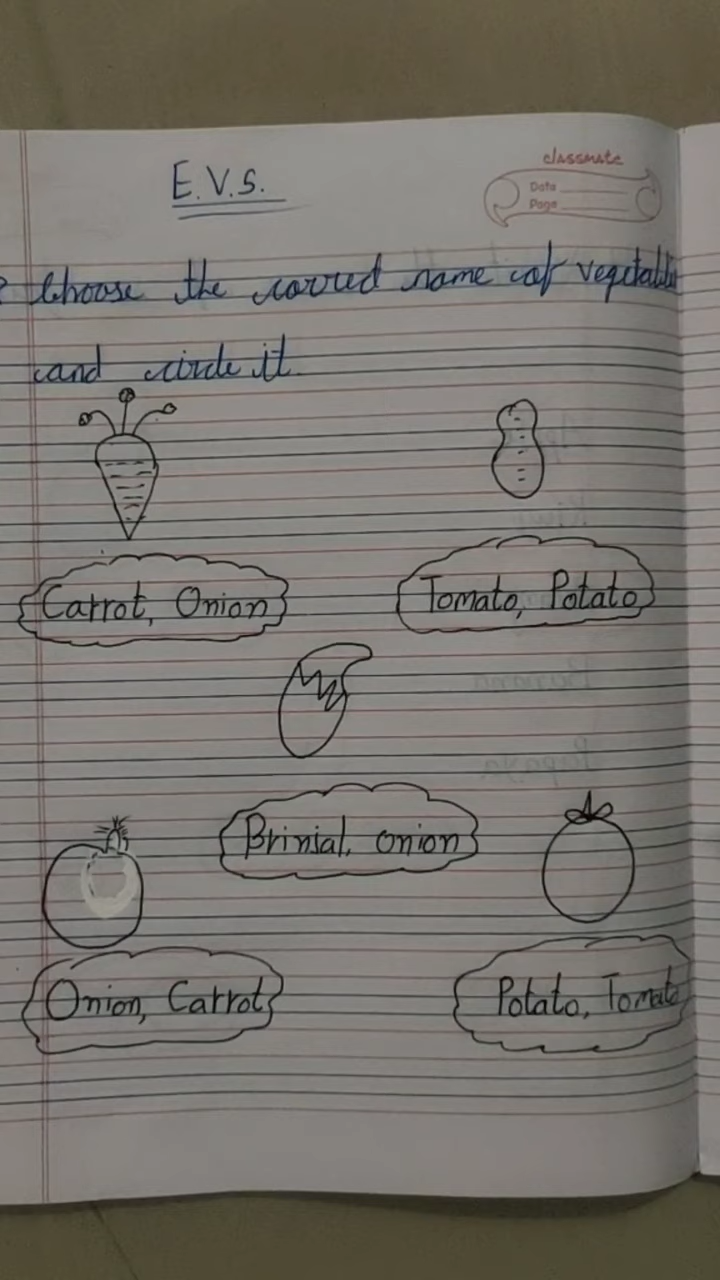 E.V.S.
classmate
Date
Page
Choose the correct name of vegetables
and circle it.
Carrot, Onion
Tomato, Potato
Brinjal, onion
Onion, Carrot
Potato, Tomato